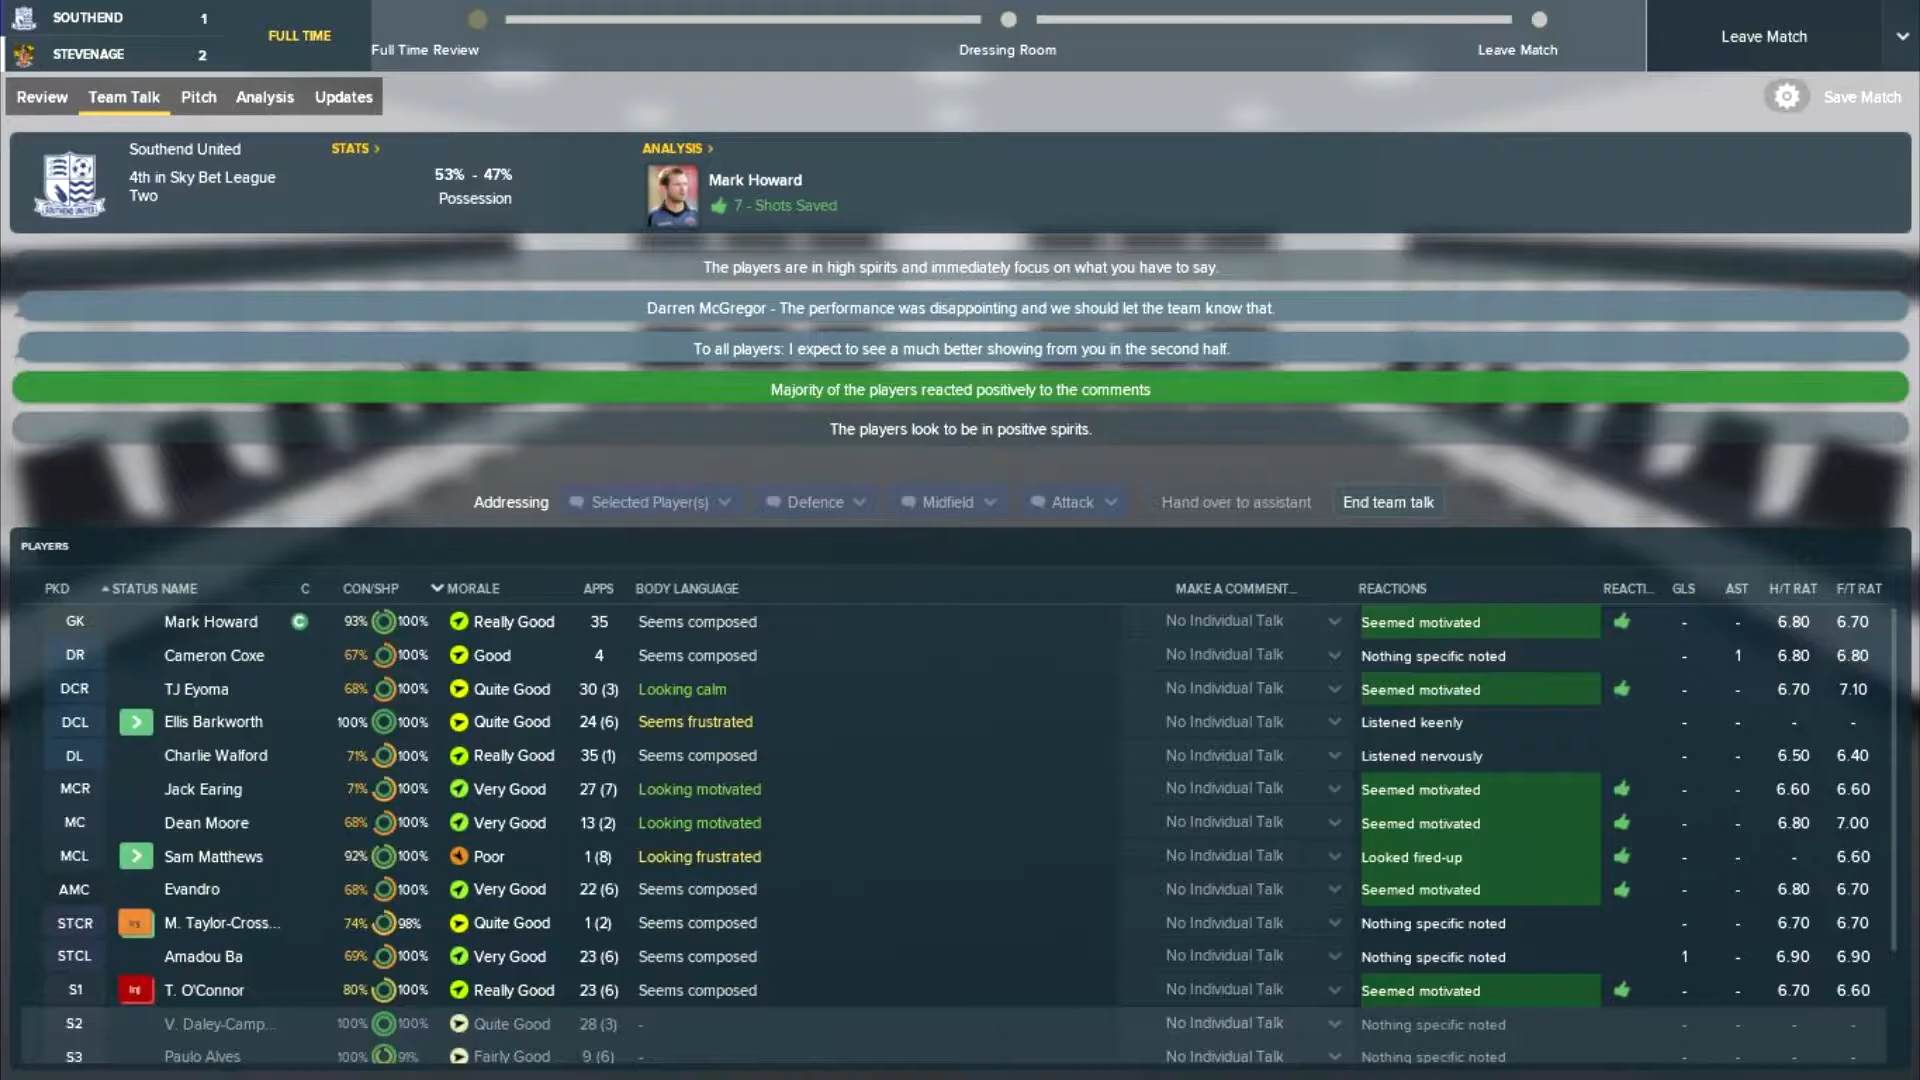 SOUTHEND 1
STEVENAGE 2
FULL TIME
Full Time Review
Dressing Room
Leave Match
Leave Match
Review Team Talk Pitch Analysis Updates
Save Match
Southend United
4th in Sky Bet League
Two
STATS >
53% - 47%
Possession
ANALYSIS >
Mark Howard
7 - Shots Saved
The players are in high spirits and immediately focus on what you have to say.
Darren McGregor - The performance was disappointing and we should let the team know that.
To all players: I expect to see a much better showing from you in the second half.
Majority of the players reacted positively to the comments
The players look to be in positive spirits.
Addressing Selected Player(s) Defence Midfield Attack Hand over to assistant End team talk
PLAYERS
PKD STATUS NAME C CON/SHP MORALE APPS BODY LANGUAGE MAKE A COMMENT... REACTIONS REACTI... GLS AST H/T RAT F/T RAT
GK Mark Howard C 93% 100% Really Good 35 Seems composed No Individual Talk Seemed motivated - - 6.80 6.70
DR Cameron Coxe 67% 100% Good 4 Seems composed No Individual Talk Nothing specific noted - 1 6.80 6.80
DCR TJ Eyoma 68% 100% Quite Good 30 (3) Looking calm No Individual Talk Seemed motivated - - 6.70 7.10
DCL Ellis Barkworth 100% 100% Quite Good 24 (6) Seems frustrated No Individual Talk Listened keenly - - - -
DL Charlie Walford 71% 100% Really Good 35 (1) Seems composed No Individual Talk Listened nervously - - 6.50 6.40
MCR Jack Earing 71% 100% Very Good 27 (7) Looking motivated No Individual Talk Seemed motivated - - 6.60 6.60
MC Dean Moore 68% 100% Very Good 13 (2) Looking motivated No Individual Talk Seemed motivated - - 6.80 7.00
MCL Sam Matthews 92% 100% Poor 1 (8) Looking frustrated No Individual Talk Looked fired-up - - - 6.60
AMC Evandro 68% 100% Very Good 22 (6) Seems composed No Individual Talk Seemed motivated - - 6.80 6.70
STCR M. Taylor-Cross... 74% 98% Quite Good 1 (2) Seems composed No Individual Talk Nothing specific noted - - 6.70 6.70
STCL Amadou Ba 69% 100% Very Good 23 (6) Seems composed No Individual Talk Nothing specific noted 1 - 6.90 6.90
S1 Inj T. O'Connor 80% 100% Really Good 23 (6) Seems composed No Individual Talk Seemed motivated - - 6.70 6.60
S2 V. Daley-Camp... 100% 100% Quite Good 28 (3) - No Individual Talk Nothing specific noted - - - -
S3 Paulo Alves 100% 91% Fairly Good 9 (6) - No Individual Talk Nothing specific noted - - - -